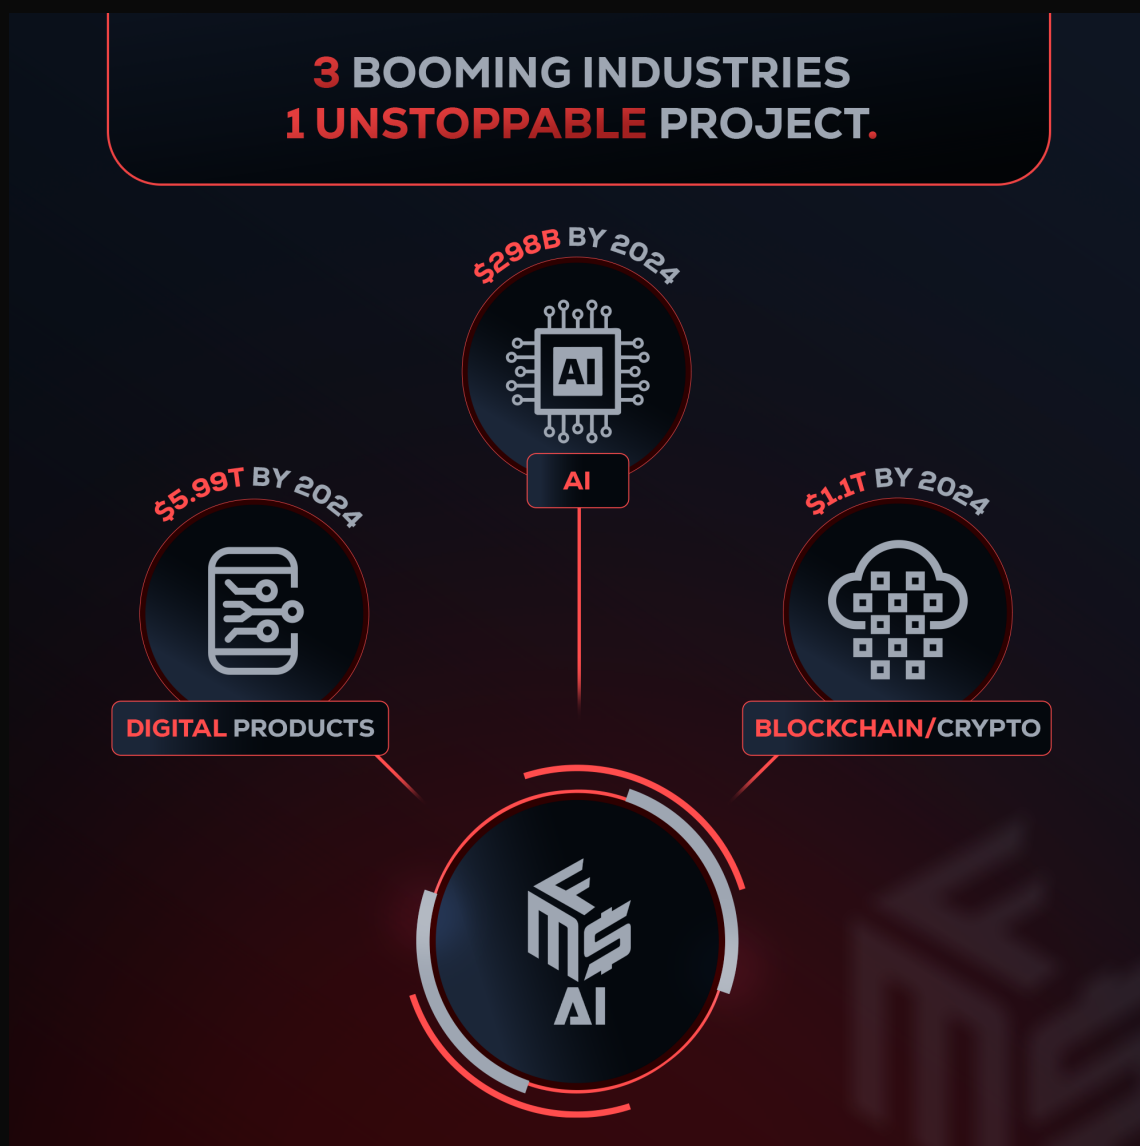 3 BOOMING INDUSTRIES
1 UNSTOPPABLE PROJECT.
$298B BY 2024
AI
AI
$5.99T BY 2024
DIGITAL PRODUCTS
$1.1T BY 2024
BLOCKCHAIN/CRYPTO
MF$
AI